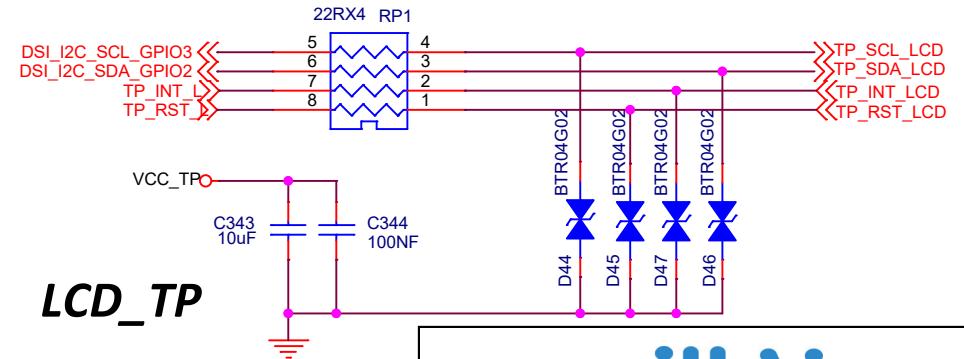 22RX4 RP1
DSI_I2C_SCL_GPIO3 5 4 TP_SCL_LCD
DSI_I2C_SDA_GPIO2 6 3 TP_SDA_LCD
TP_INT_L 7 2 TP_INT_LCD
TP_RST_L 8 1 TP_RST_LCD
BTR04G02 BTR04G02 BTR04G02 BTR04G02
VCC_TP
C343 C344
10uF 100NF
D44 D45 D47 D46
LCD_TP